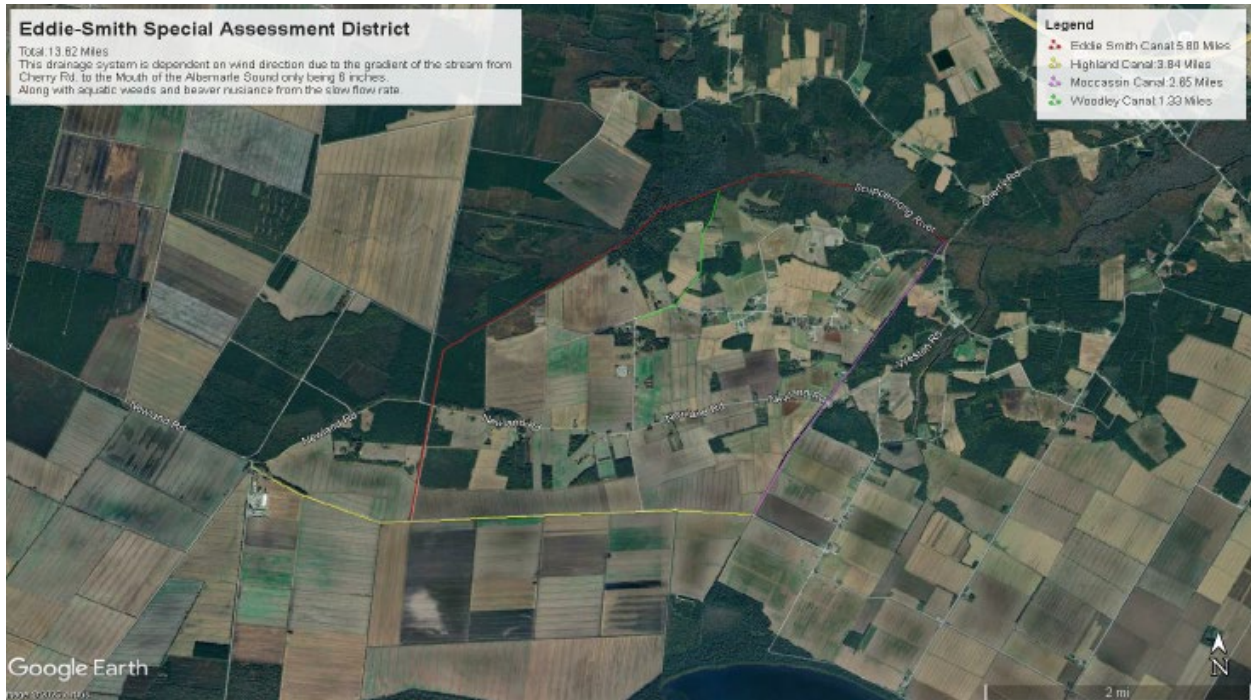 Eddie-Smith Special Assessment District
Total:13.62 Miles
This drainage system is dependent on wind direction due to the gradient of the stream from
Cherry Rd. to the Mouth of the Albemarle Sound only being 6 inches.
Along with aquatic weeds and beaver nusiance from the slow flow rate.
Legend
Eddie Smith Canal:5.80 Miles
Highland Canal:3.84 Miles
Moccassin Canal:2.65 Miles
Woodley Canal:1.33 Miles
Scuppernong River
Cherry Rd
Weston Rd
Newland Rd
Newland Rd
Newland Rd
Newland Rd
Newland Rd
Google Earth
2 mi
N